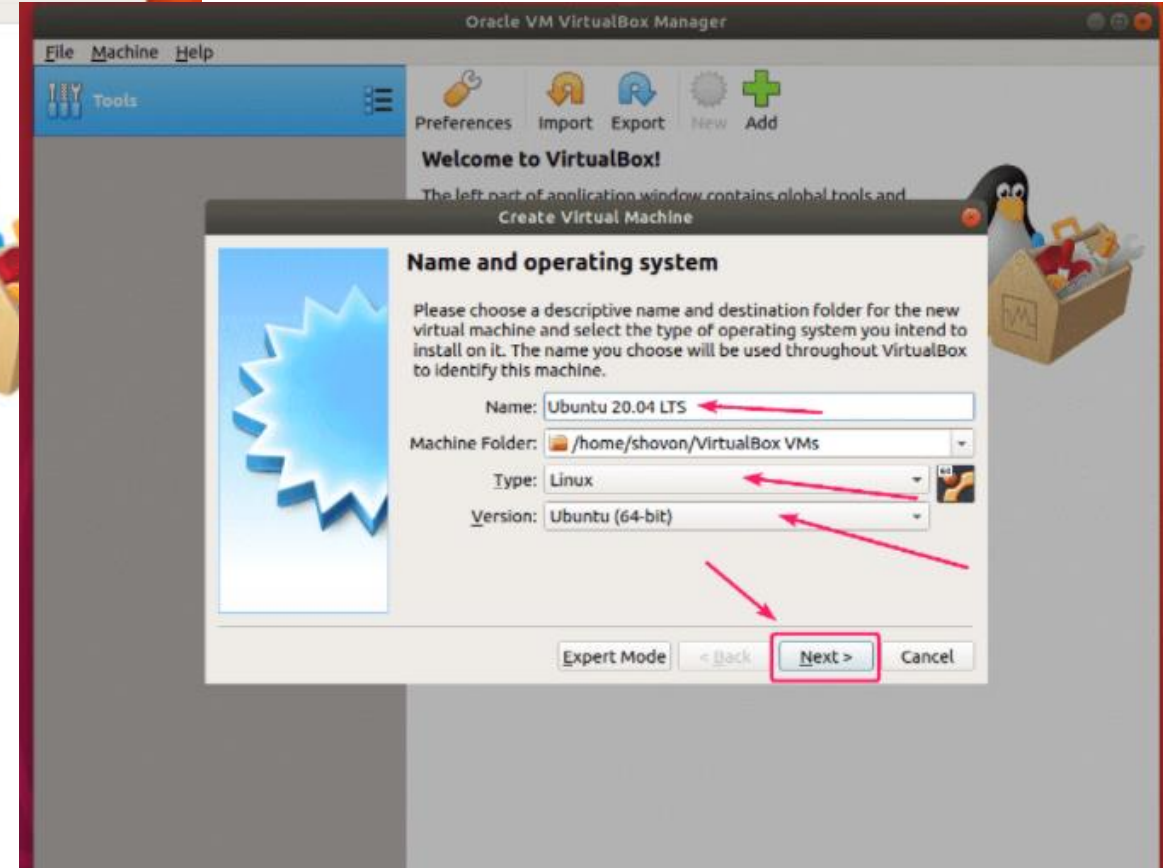 Oracle VM VirtualBox Manager
File Machine Help
Tools
Preferences Import Export New Add
Welcome to VirtualBox!
The left part of application window contains global tools and
Create Virtual Machine
Name and operating system
Please choose a descriptive name and destination folder for the new
virtual machine and select the type of operating system you intend to
install on it. The name you choose will be used throughout VirtualBox
to identify this machine.
Name: Ubuntu 20.04 LTS
Machine Folder: /home/shovon/VirtualBox VMs
Type: Linux
64
Version: Ubuntu (64-bit)
Expert Mode < Back Next > Cancel